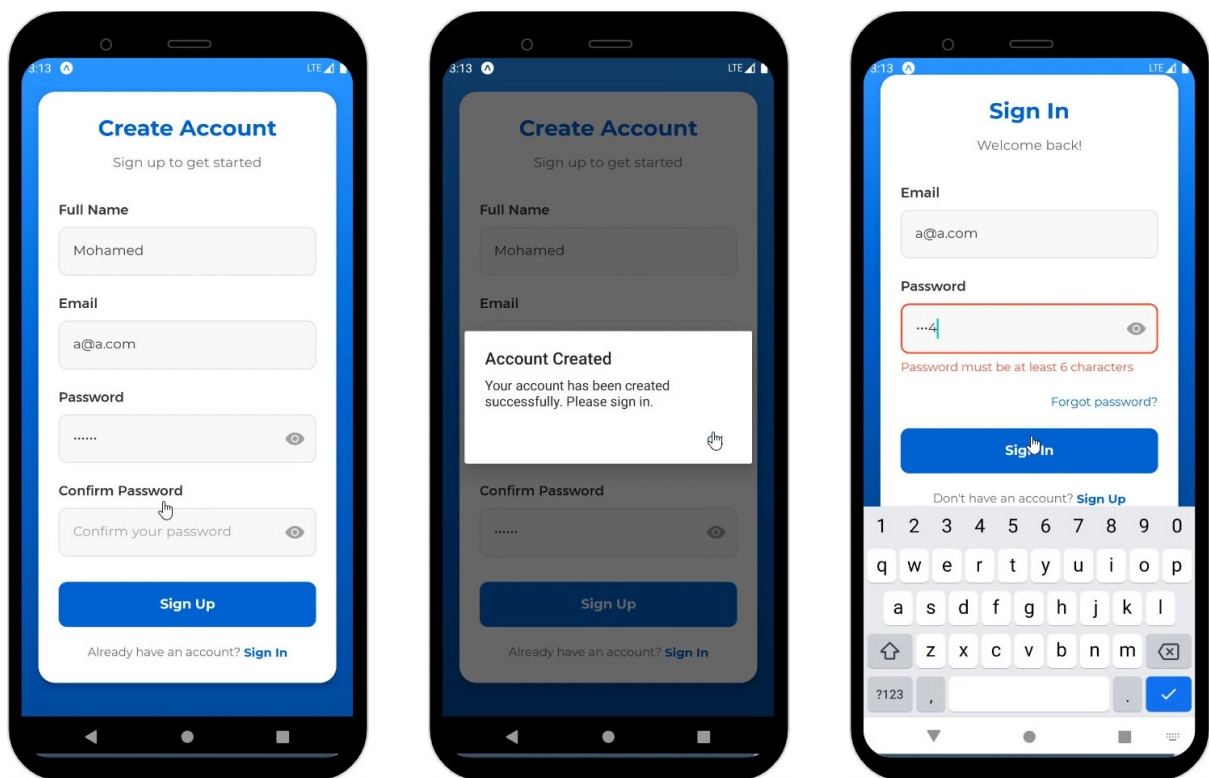 3:13
LTE
Create Account
Sign up to get started
Full Name
Mohamed
Email
a@a.com
Password
······
Confirm Password
Confirm your password
Sign Up
Already have an account? Sign In
3:13
LTE
Create Account
Sign up to get started
Full Name
Mohamed
Email
Account Created
Your account has been created
successfully. Please sign in.
Confirm Password
······
Sign Up
Already have an account? Sign In
3:13
LTE
Sign In
Welcome back!
Email
a@a.com
Password
···4
Password must be at least 6 characters
Forgot password?
Sign In
Don't have an account? Sign Up
1 2 3 4 5 6 7 8 9 0
q w e r t y u i o p
a s d f g h j k l
z x c v b n m
?123 , .